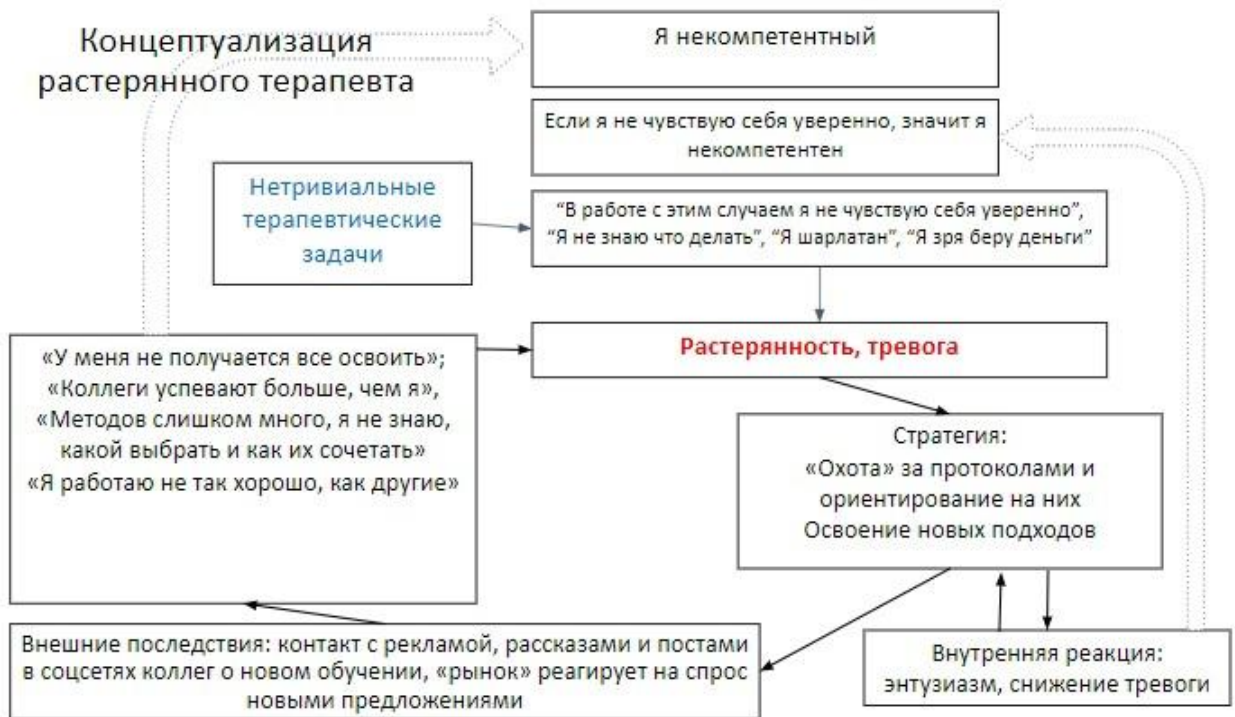 Концептуализация
растерянного терапевта
Я некомпетентный
Если я не чувствую себя уверенно, значит я
некомпетентен
Нетривиальные
терапевтические
задачи
“В работе с этим случаем я не чувствую себя уверенно”,
“Я не знаю что делать”, “Я шарлатан”, “Я зря беру деньги”
Растерянность, тревога
«У меня не получается все освоить»;
«Коллеги успевают больше, чем я»,
«Методов слишком много, я не знаю,
какой выбрать и как их сочетать»
«Я работаю не так хорошо, как другие»
Стратегия:
«Охота» за протоколами и
ориентирование на них
Освоение новых подходов
Внешние последствия: контакт с рекламой, рассказами и постами
в соцсетях коллег о новом обучении, «рынок» реагирует на спрос
новыми предложениями
Внутренняя реакция:
энтузиазм, снижение тревоги